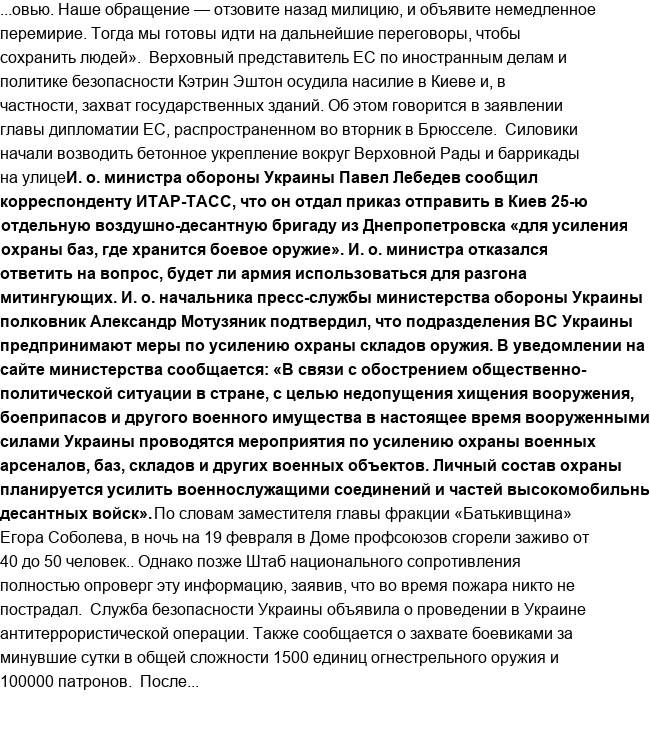 ...овью. Наше обращение — отзовите назад милицию, и объявите немедленное
перемирие. Тогда мы готовы идти на дальнейшие переговоры, чтобы
сохранить людей». Верховный представитель ЕС по иностранным делам и
политике безопасности Кэтрин Эштон осудила насилие в Киеве и, в
частности, захват государственных зданий. Об этом говорится в заявлении
главы дипломатии ЕС, распространенном во вторник в Брюсселе. Силовики
начали возводить бетонное укрепление вокруг Верховной Рады и баррикады
на улицеИ. о. министра обороны Украины Павел Лебедев сообщил
корреспонденту ИТАР-ТАСС, что он отдал приказ отправить в Киев 25-ю
отдельную воздушно-десантную бригаду из Днепропетровска «для усиления
охраны баз, где хранится боевое оружие». И. о. министра отказался
ответить на вопрос, будет ли армия использоваться для разгона
митингующих. И. о. начальника пресс-службы министерства обороны Украины
полковник Александр Мотузяник подтвердил, что подразделения ВС Украины
предпринимают меры по усилению охраны складов оружия. В уведомлении на
сайте министерства сообщается: «В связи с обострением общественно-
политической ситуации в стране, с целью недопущения хищения вооружения,
боеприпасов и другого военного имущества в настоящее время вооруженными
силами Украины проводятся мероприятия по усилению охраны военных
арсеналов, баз, складов и других военных объектов. Личный состав охраны
планируется усилить военнослужащими соединений и частей высокомобильн
десантных войск». По словам заместителя главы фракции «Батькивщина»
Егора Соболева, в ночь на 19 февраля в Доме профсоюзов сгорели заживо от
40 до 50 человек.. Однако позже Штаб национального сопротивления
полностью опроверг эту информацию, заявив, что во время пожара никто не
пострадал. Служба безопасности Украины объявила о проведении в Украине
антитеррористической операции. Также сообщается о захвате боевиками за
минувшие сутки в общей сложности 1500 единиц огнестрельного оружия и
100000 патронов. После...